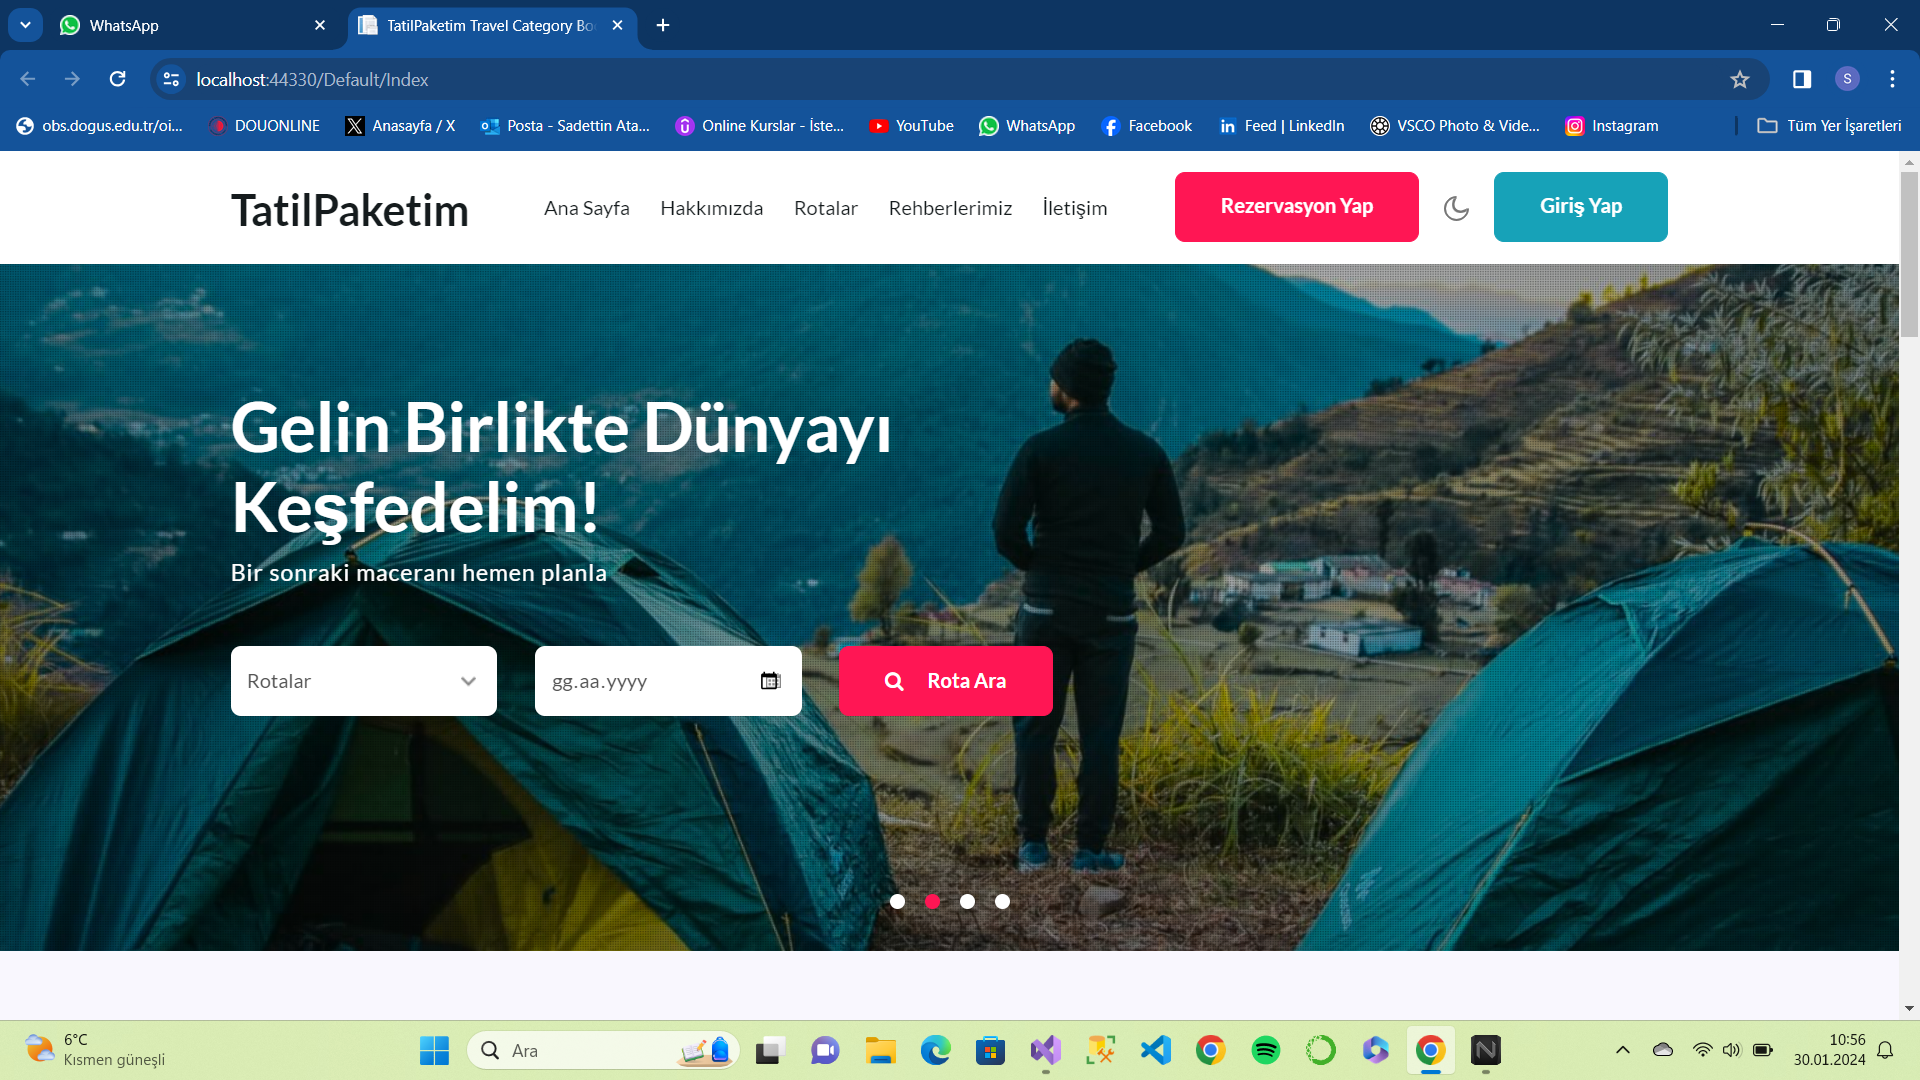 WhatsApp
TatilPaketim Travel Category Bo
localhost:44330/Default/Index
S
obs.dogus.edu.tr/oi...
DOUONLINE
Anasayfa / X
Posta - Sadettin Ata...
Online Kurslar - İste...
YouTube
WhatsApp
Facebook
Feed | LinkedIn
VSCO Photo & Vide...
Instagram
Tüm Yer İşaretleri
TatilPaketim
Ana Sayfa
Hakkımızda
Rotalar
Rehberlerimiz
İletişim
Rezervasyon Yap
Giriş Yap
Gelin Birlikte Dünyayı
Keşfedelim!
Bir sonraki maceranı hemen planla
Rotalar
gg.aa.yyyy
Rota Ara
6°C
Kısmen güneşli
Ara
10:56
30.01.2024